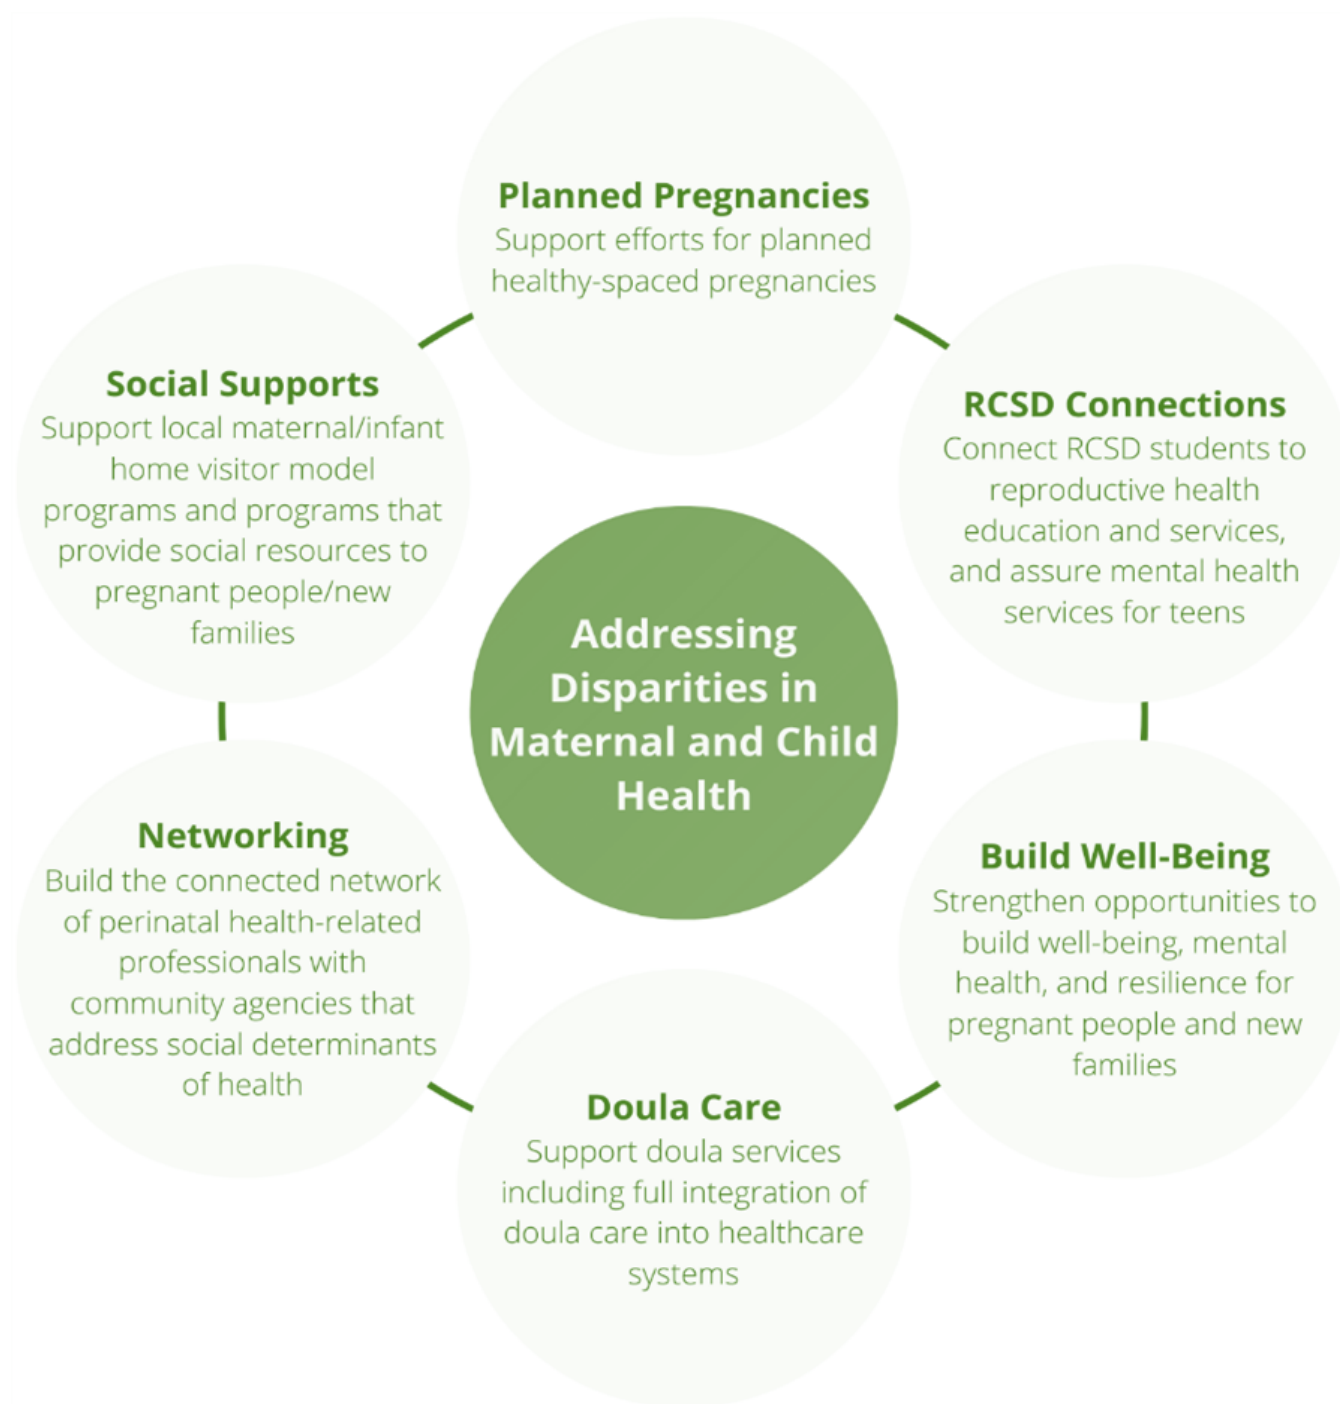 Planned Pregnancies
Support efforts for planned
healthy-spaced pregnancies
RCSD Connections
Connect RCSD students to
reproductive health
education and services,
and assure mental health
services for teens
Build Well-Being
Strengthen opportunities to
build well-being, mental
health, and resilience for
pregnant people and new
families
Doula Care
Support doula services
including full integration of
doula care into healthcare
systems
Networking
Build the connected network
of perinatal health-related
professionals with
community agencies that
address social determinants
of health
Social Supports
Support local maternal/infant
home visitor model
programs and programs that
provide social resources to
pregnant people/new
families
Addressing
Disparities in
Maternal and Child
Health